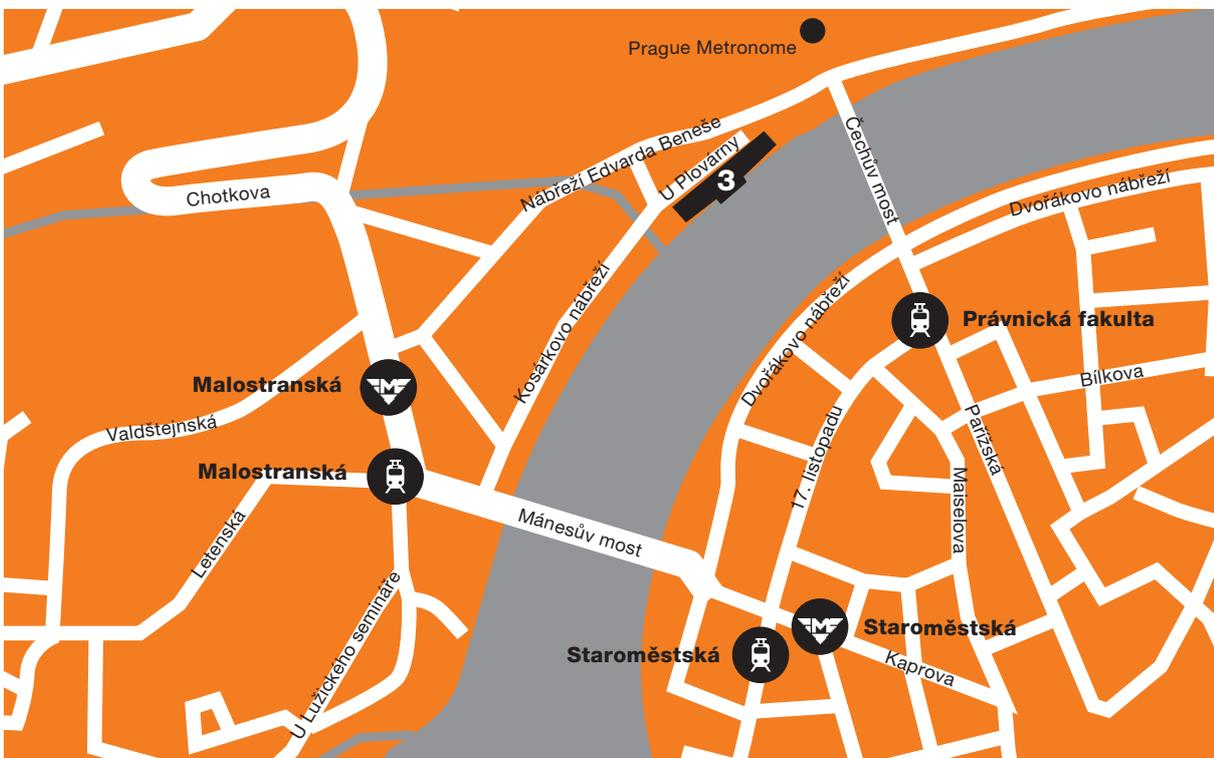 Prague Metronome
Nábřeží Edvarda Beneše
U Plovárny
3
Čechův most
Chotkova
Dvořákovo nábřeží
Kosárkovo nábřeží
Dvořákovo nábřeží
Právnická fakulta
Malostranská
Bílkova
Valdštejnská
17. listopadu
Pařížská
Malostranská
Maiselova
Letenská
Mánesův most
U Lužického semináře
Staroměstská
Staroměstská
Kaprova